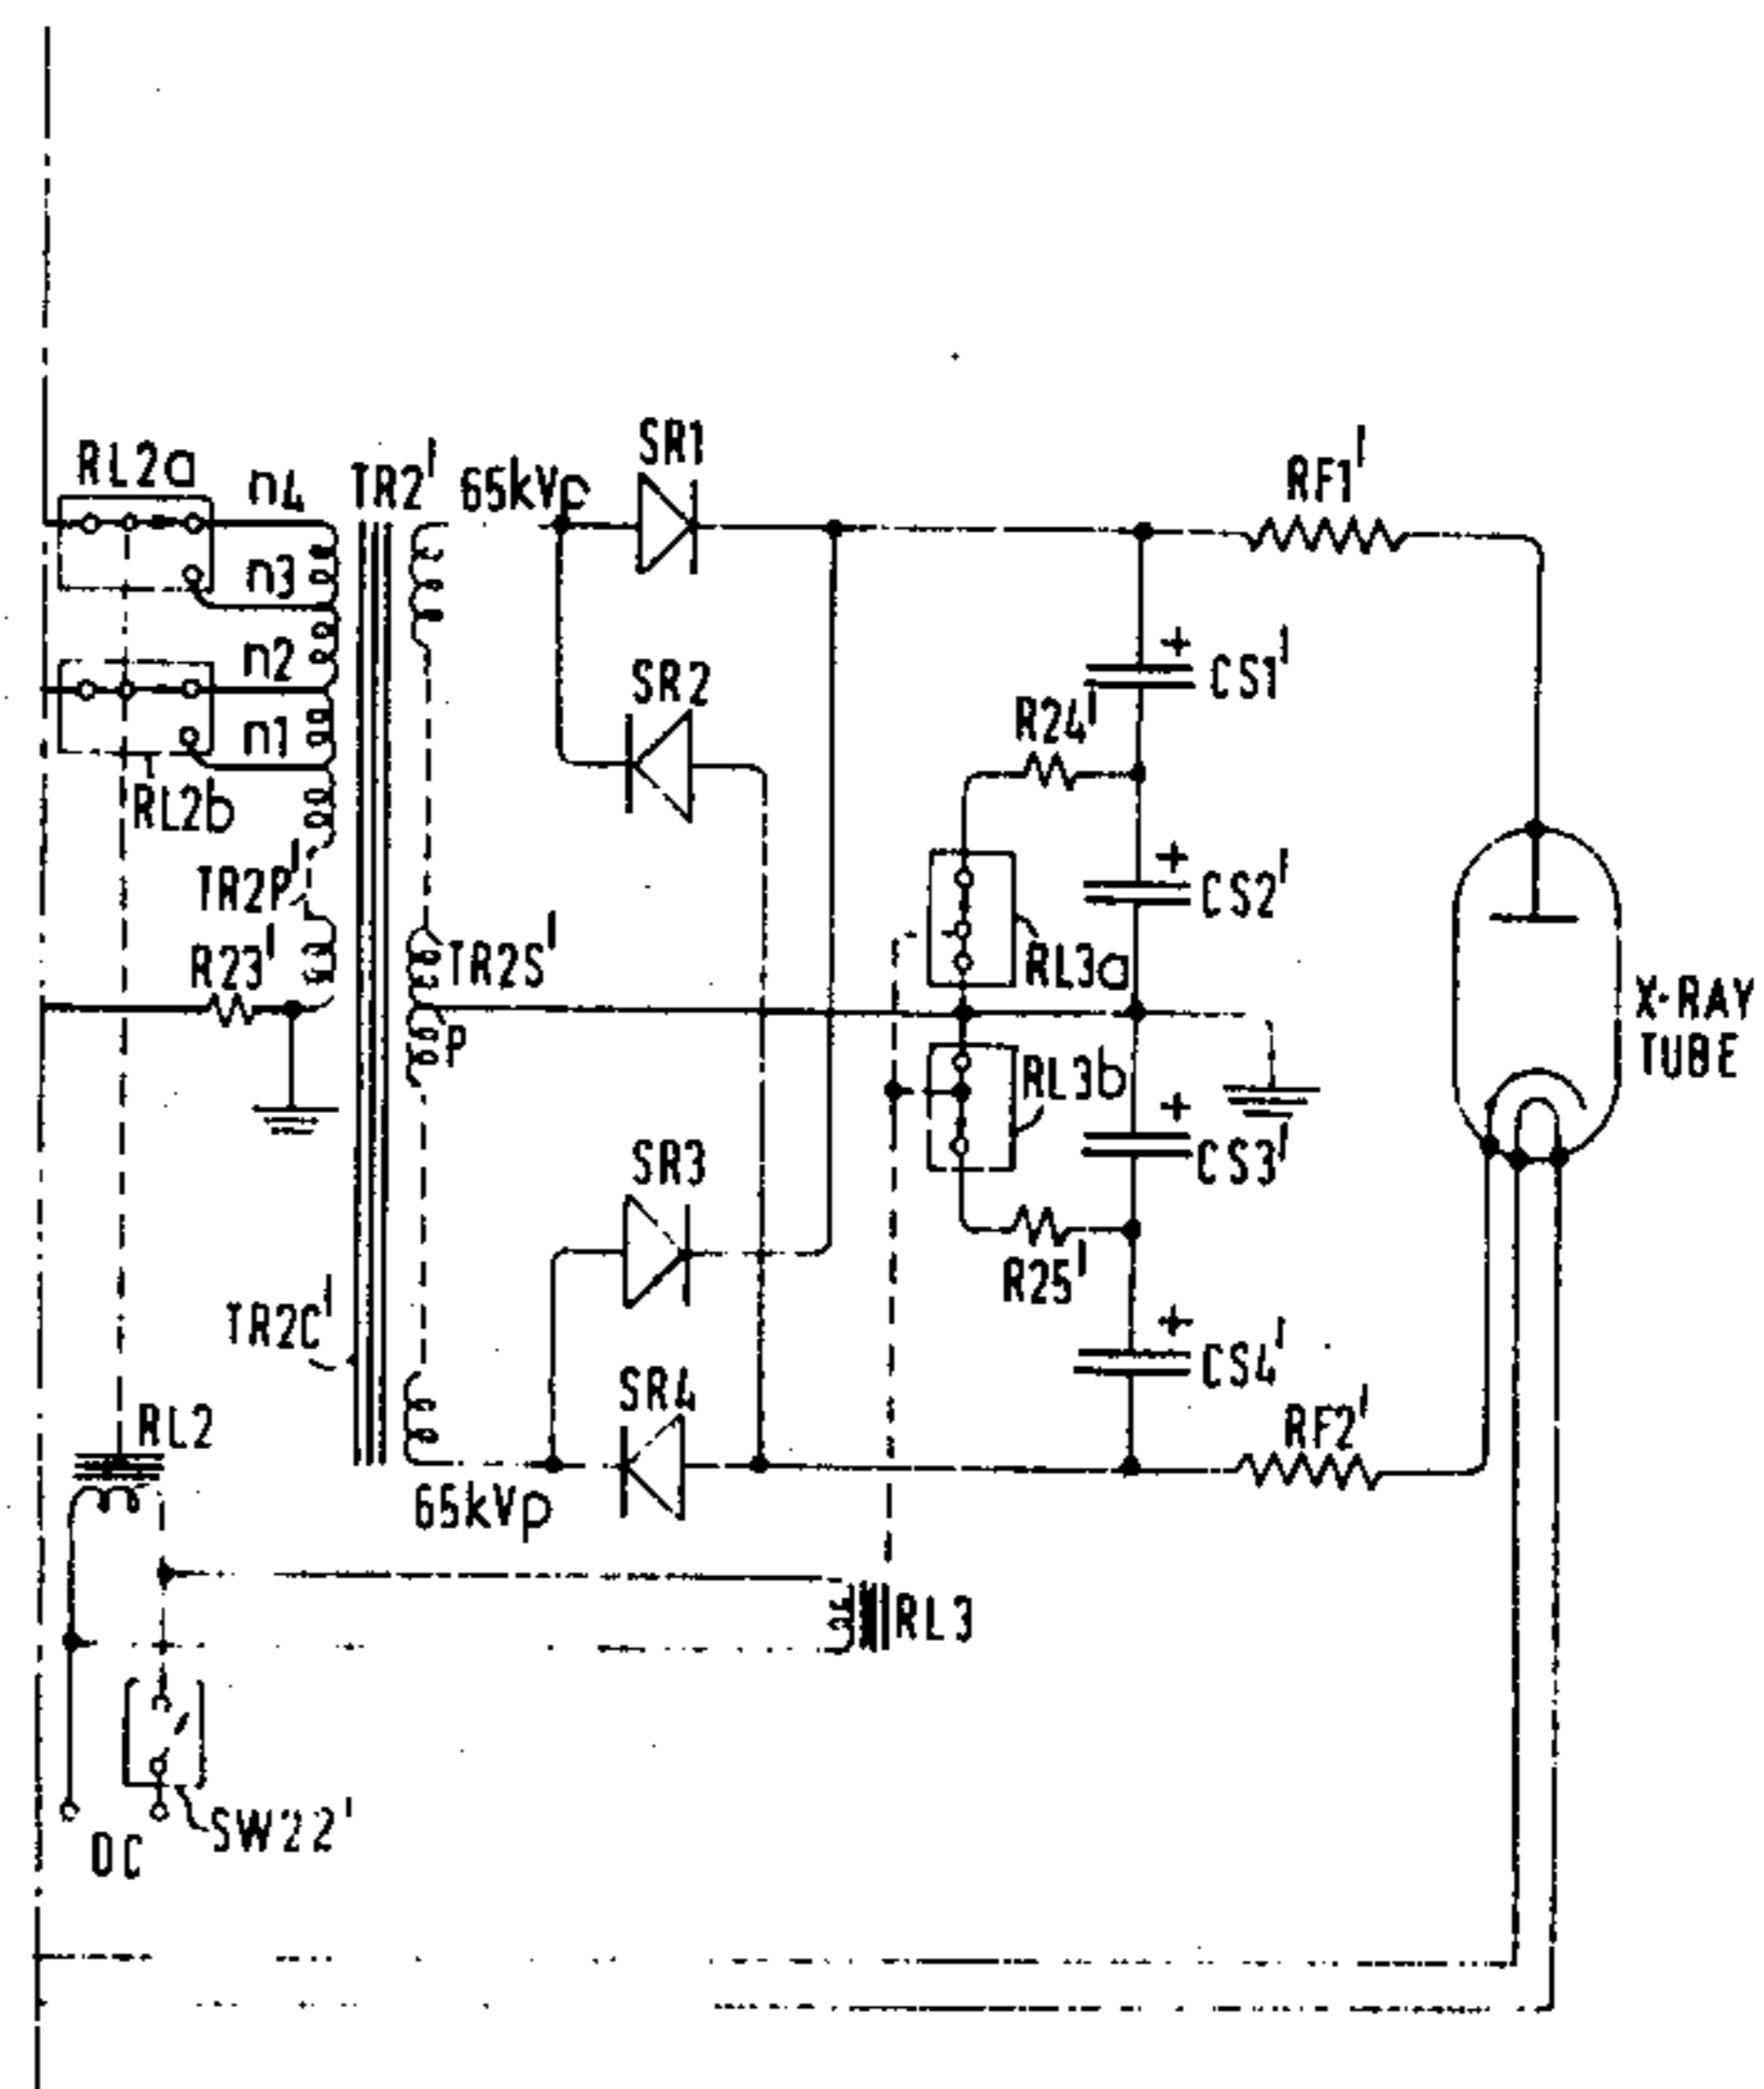 SR1
RF1'
RL2a
n4
TR2'
65kVp
n3
+
CS1'
n2
SR2
R24'
n1
RL2b
+
CS2'
TR2P'
R23'
TR2S'
RL3a
X-RAY
TUBE
P
RL3b
+
CS3'
SR3
R25'
TR2C'
+
CS4'
SR4
RF2'
RL2
65kVp
RL3
SW22'
DC